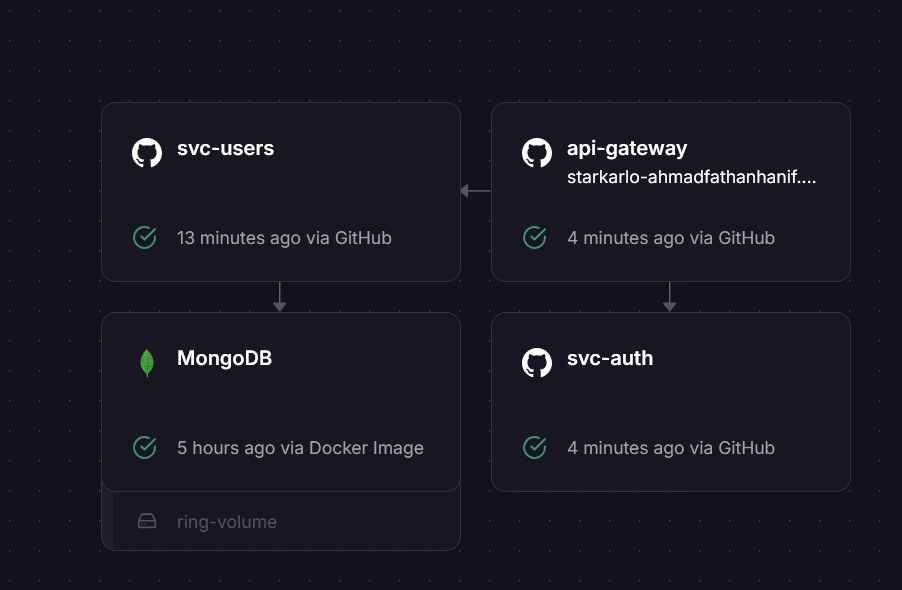 svc-users
13 minutes ago via GitHub
api-gateway
starkarlo-ahmadfathanhanif....
4 minutes ago via GitHub
MongoDB
5 hours ago via Docker Image
ring-volume
svc-auth
4 minutes ago via GitHub